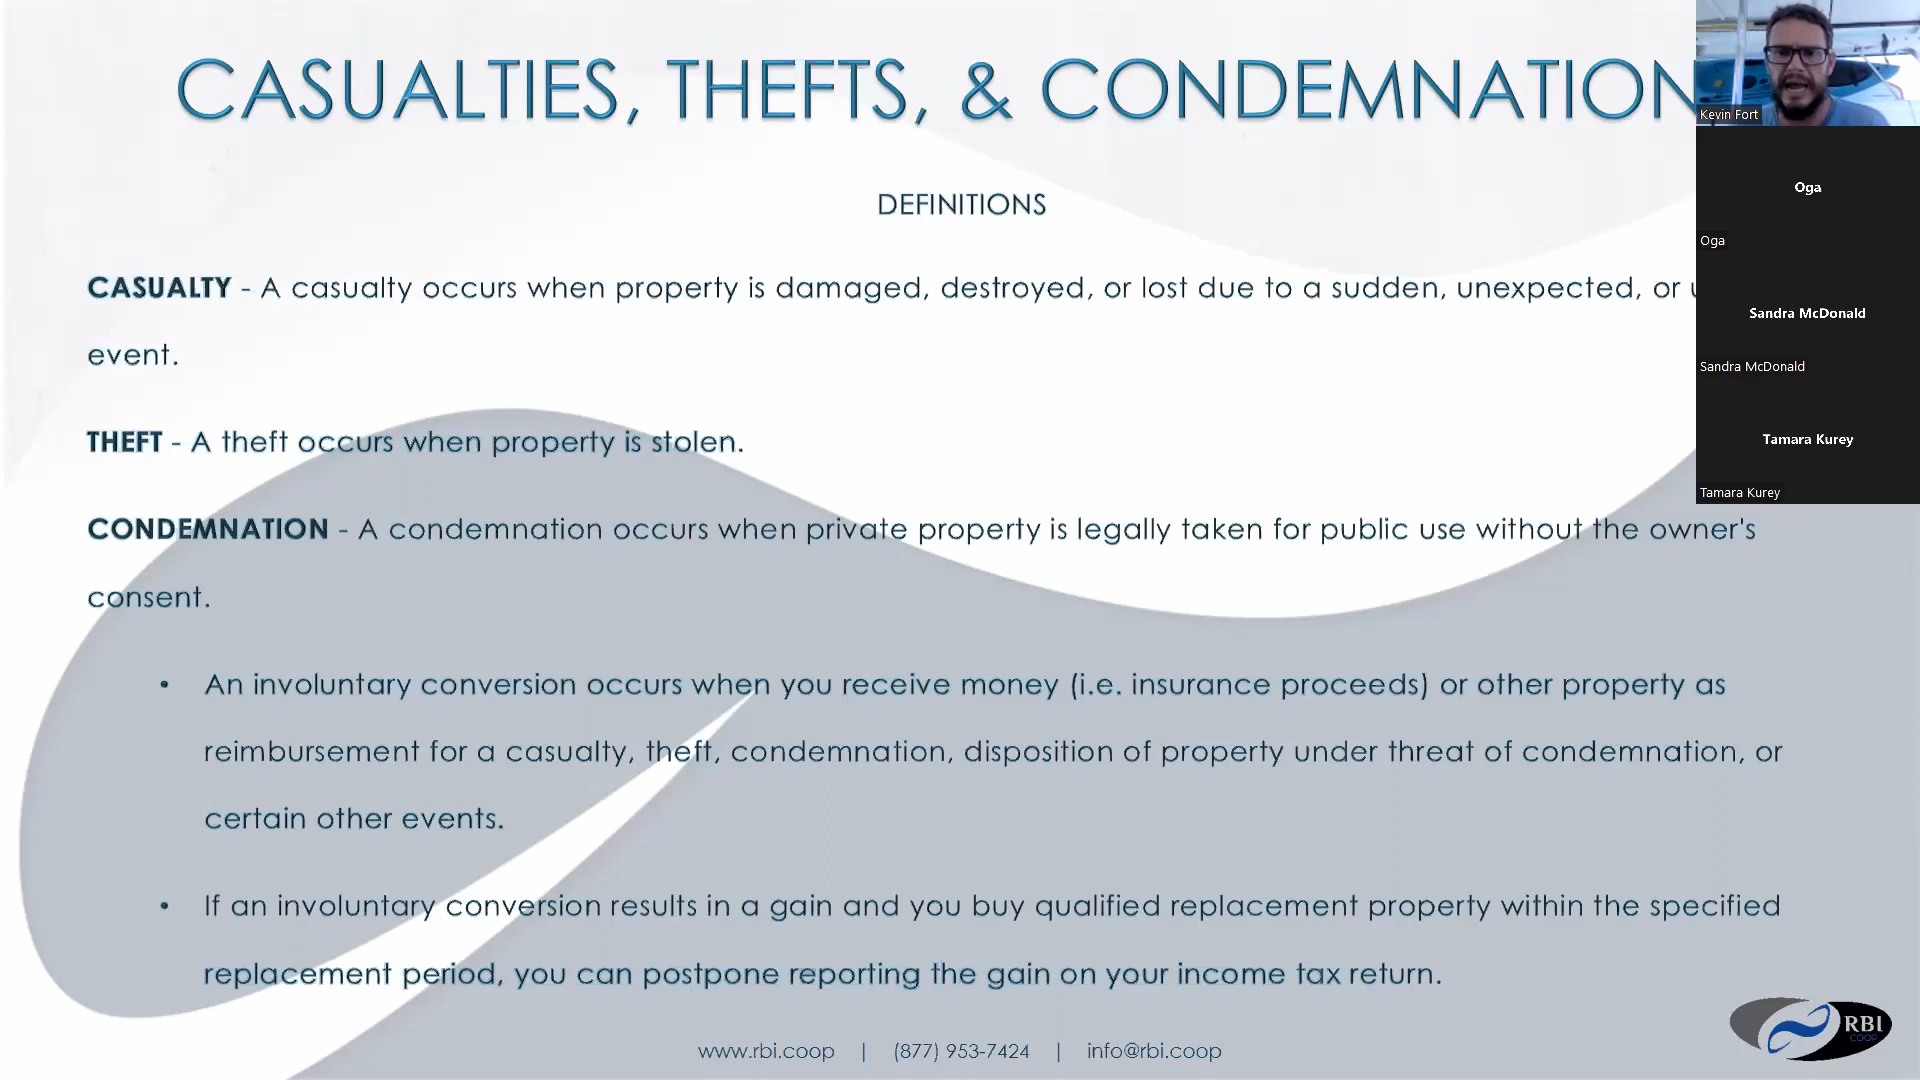 CASUALTIES, THEFTS, & CONDEMNATION
DEFINITIONS
CASUALTY - A casualty occurs when property is damaged, destroyed, or lost due to a sudden, unexpected, or
event.
THEFT - A theft occurs when property is stolen.
CONDEMNATION - A condemnation occurs when private property is legally taken for public use without the owner's
consent.
• An involuntary conversion occurs when you receive money (i.e. insurance proceeds) or other property as
reimbursement for a casualty, theft, condemnation, disposition of property under threat of condemnation, or
certain other events.
• If an involuntary conversion results in a gain and you buy qualified replacement property within the specified
replacement period, you can postpone reporting the gain on your income tax return.
www.rbi.coop | (877) 953-7424 | info@rbi.coop
RBI
COOP
Kevin Fort
Oga
Oga
Sandra McDonald
Sandra McDonald
Tamara Kurey
Tamara Kurey